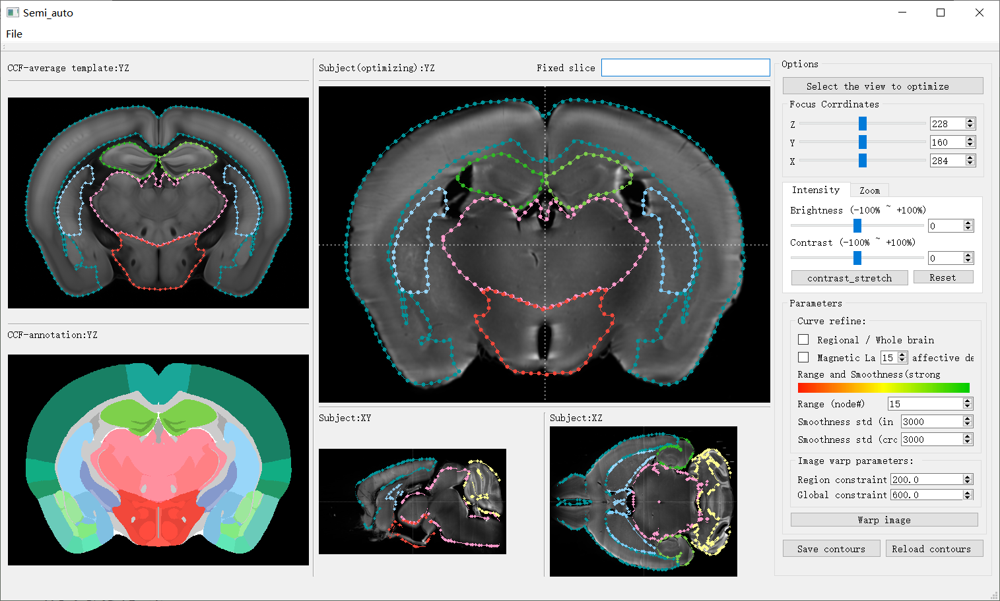 Semi_auto
File
CCF-average template:YZ
Subject(optimizing):YZ
Fixed slice
CCF-annotation:YZ
Subject:XY
Subject:XZ
Options
Select the view to optimize
Focus Corrdinates
Z 228
Y 160
X 284
Intensity Zoom
Brightness (-100% ~ +100%)
0
Contrast (-100% ~ +100%)
0
contrast_stretch Reset
Parameters
Curve refine:
Regional / Whole brain
Magnetic La 15 affective de
Range and Smoothness(strong
Range (node#) 15
Smoothness std (in 3000
Smoothness std (crc 3000
Image warp parameters:
Region constraint 200.0
Global constraint 600.0
Warp image
Save contours Reload contours